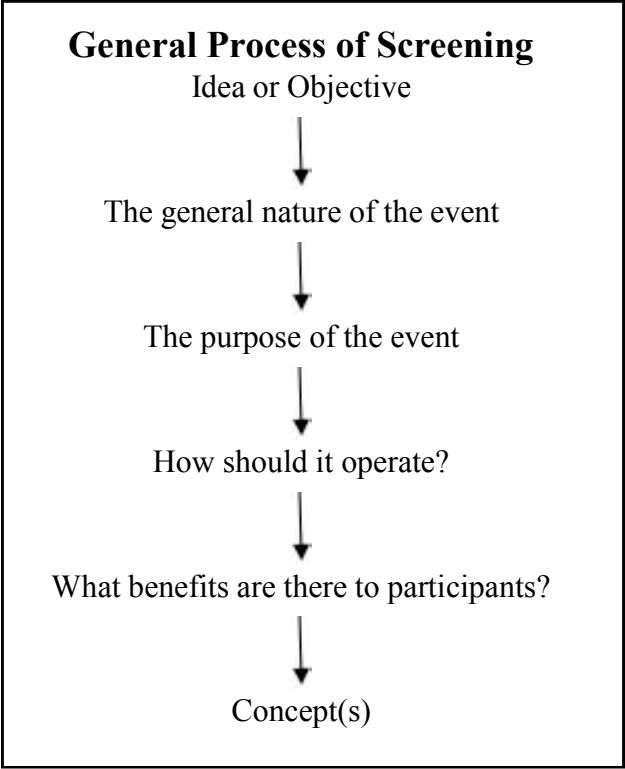 General Process of Screening
Idea or Objective
The general nature of the event
The purpose of the event
How should it operate?
What benefits are there to participants?
Concept(s)